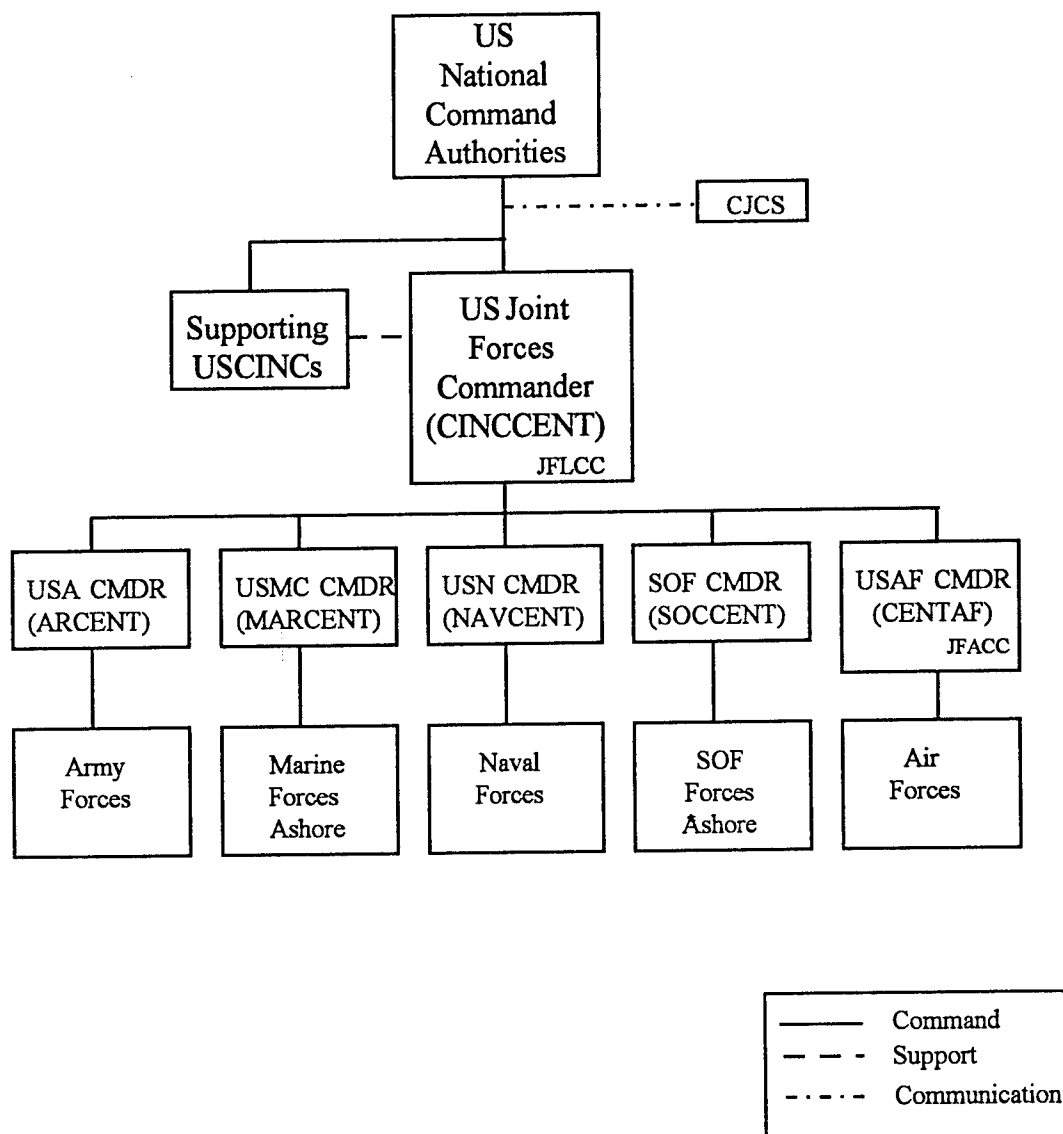 US
National
Command
Authorities
CJCS
Supporting
USCINCs
US Joint
Forces
Commander
(CINCCENT)
JFLCC
USA CMDR
(ARCENT)
USMC CMDR
(MARCENT)
USN CMDR
(NAVCENT)
SOF CMDR
(SOCCENT)
USAF CMDR
(CENTAF)
JFACC
Army
Forces
Marine
Forces
Ashore
Naval
Forces
SOF
Forces
Ashore
Air
Forces
Command
Support
Communication